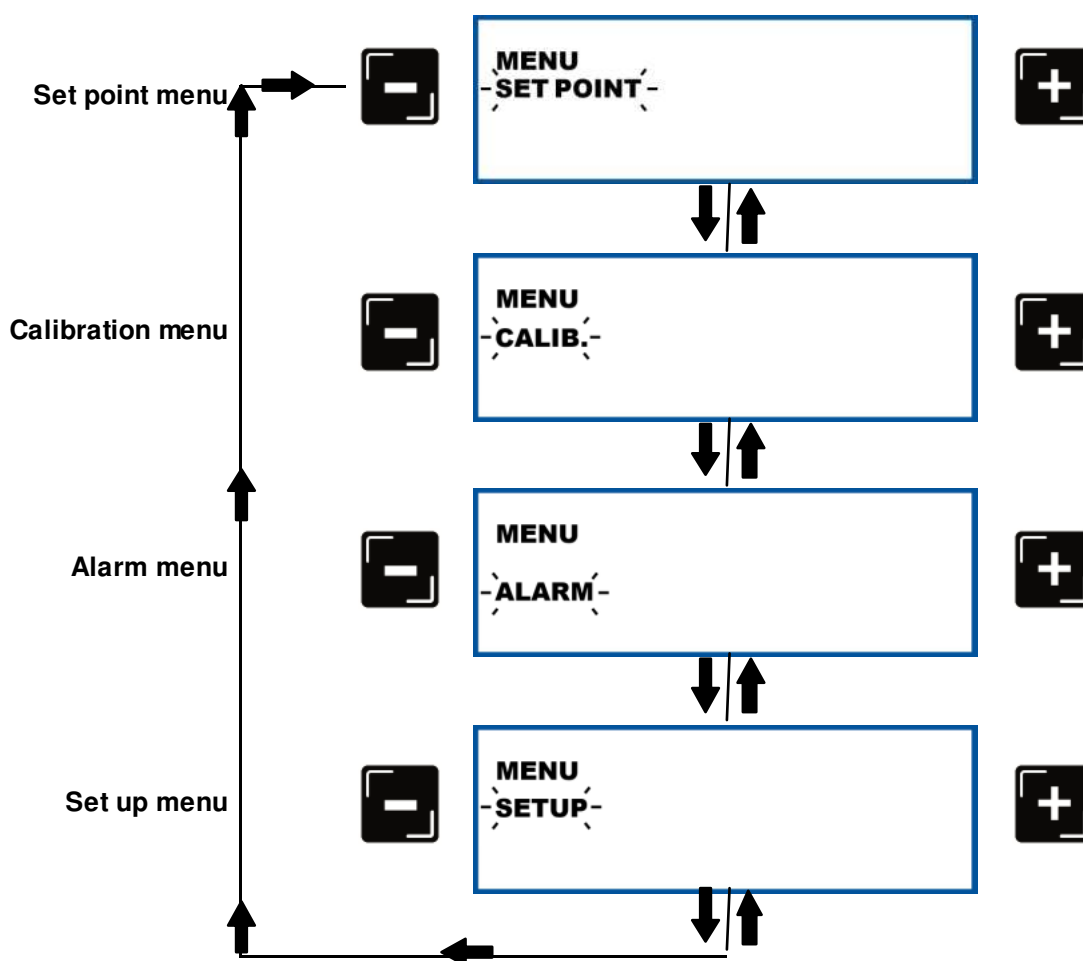 Set point menu
MENU
SET POINT
Calibration menu
MENU
CALIB.
Alarm menu
MENU
ALARM
Set up menu
MENU
SETUP